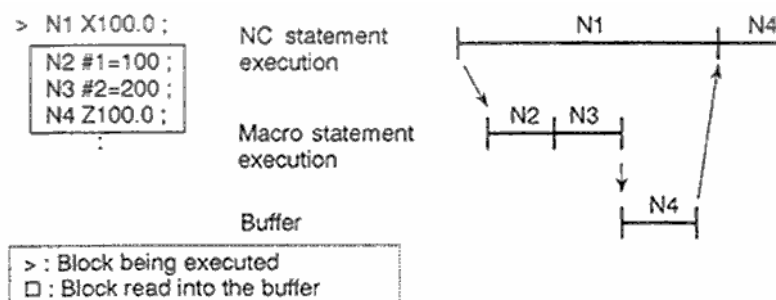 > N1 X100.0 ;
N2 #1=100 ;
N3 #2=200 ;
N4 Z100.0 ;
:
NC statement
execution
N1
N4
Macro statement
execution
N2
N3
Buffer
N4
> : Block being executed
□ : Block read into the buffer